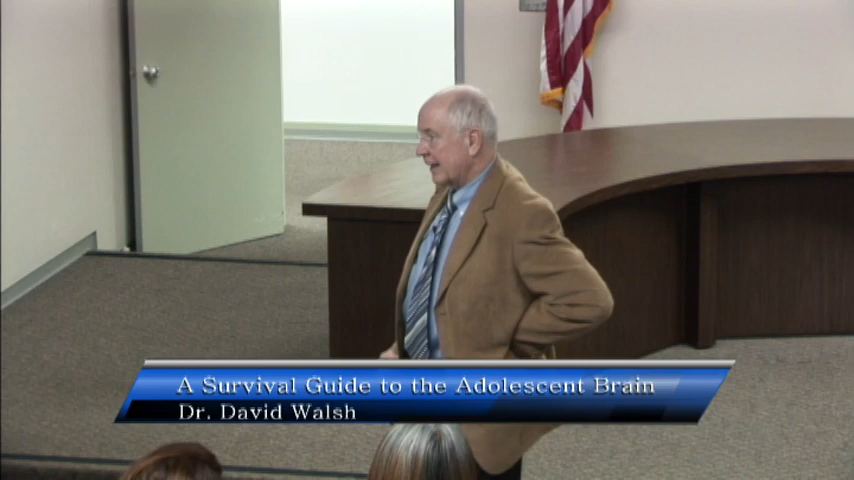 A Survival Guide to the Adolescent Brain
Dr. David Walsh